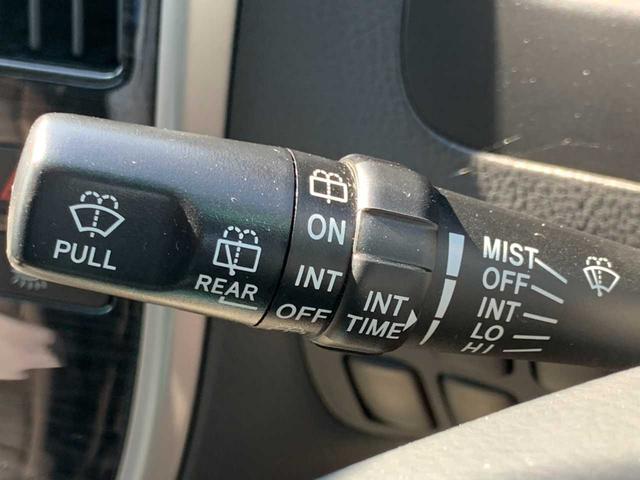 PULL
REAR
ON
INT
OFF
INT
TIME
MIST
OFF
INT
LO
HI